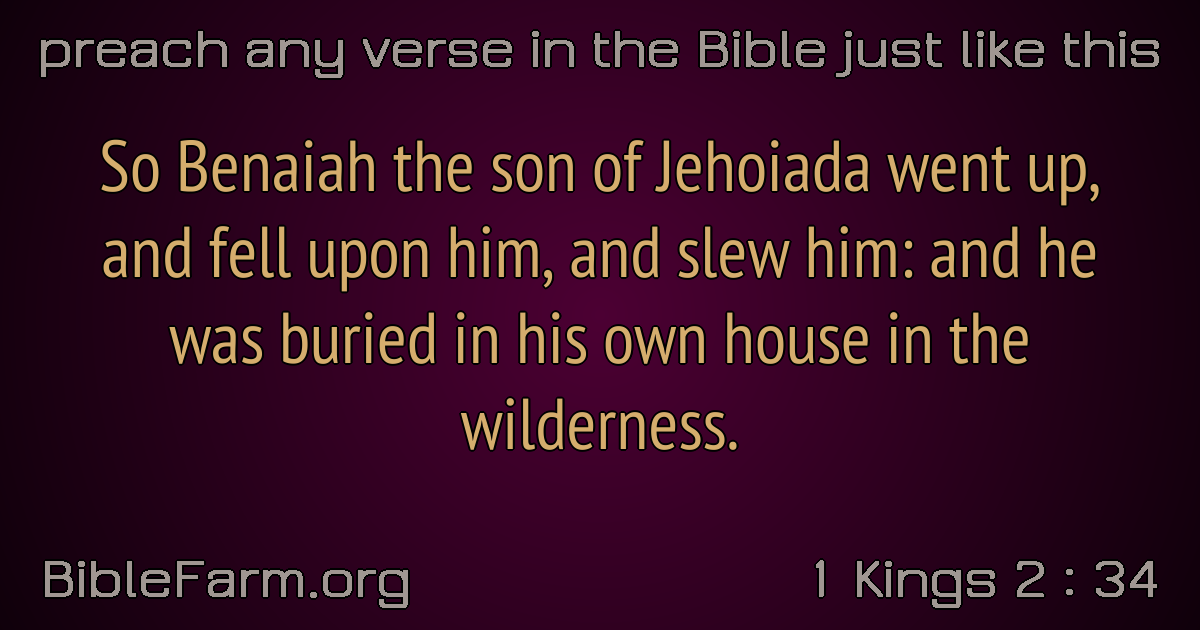 preach any verse in the Bible just like this
So Benaiah the son of Jehoiada went up,
and fell upon him, and slew him: and he
was buried in his own house in the
wilderness.
BibleFarm.org
1 Kings 2 : 34